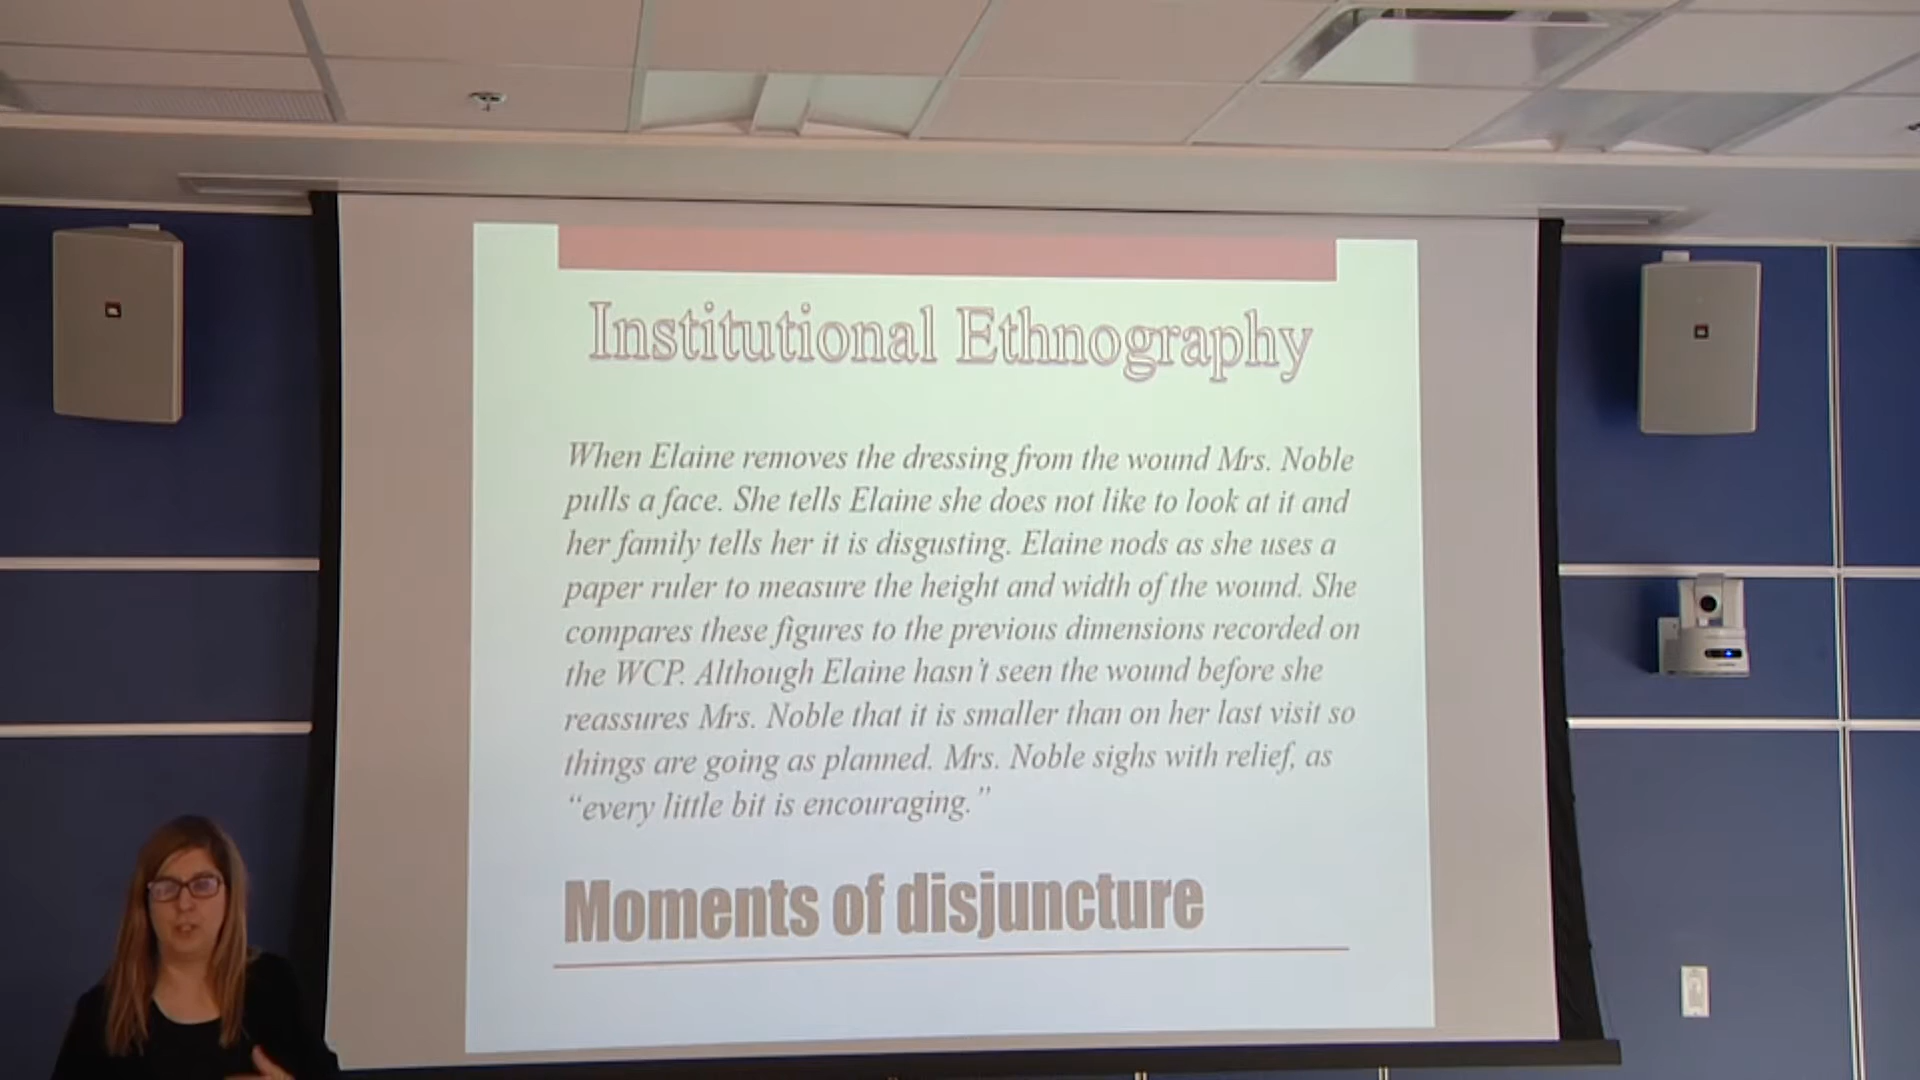 Institutional Ethnography
When Elaine removes the dressing from the wound Mrs. Noble
pulls a face. She tells Elaine she does not like to look at it and
her family tells her it is disgusting. Elaine nods as she uses a
paper ruler to measure the height and width of the wound. She
compares these figures to the previous dimensions recorded on
the WCP. Although Elaine hasn't seen the wound before she
reassures Mrs. Noble that it is smaller than on her last visit so
things are going as planned. Mrs. Noble sighs with relief, as
“every little bit is encouraging.”
Moments of disjuncture